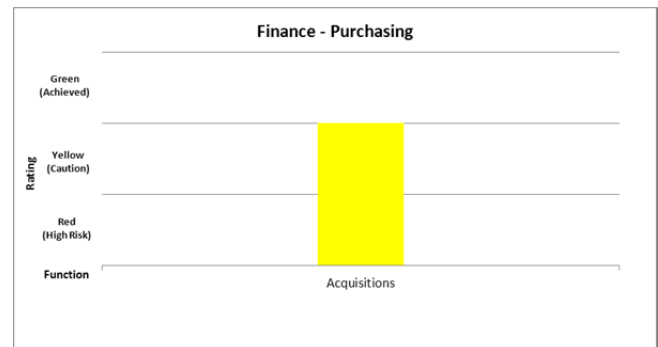 Finance - Purchasing
Green
(Achieved)
Yellow
(Caution)
Rating
Red
(High Risk)
Function
Acquisitions